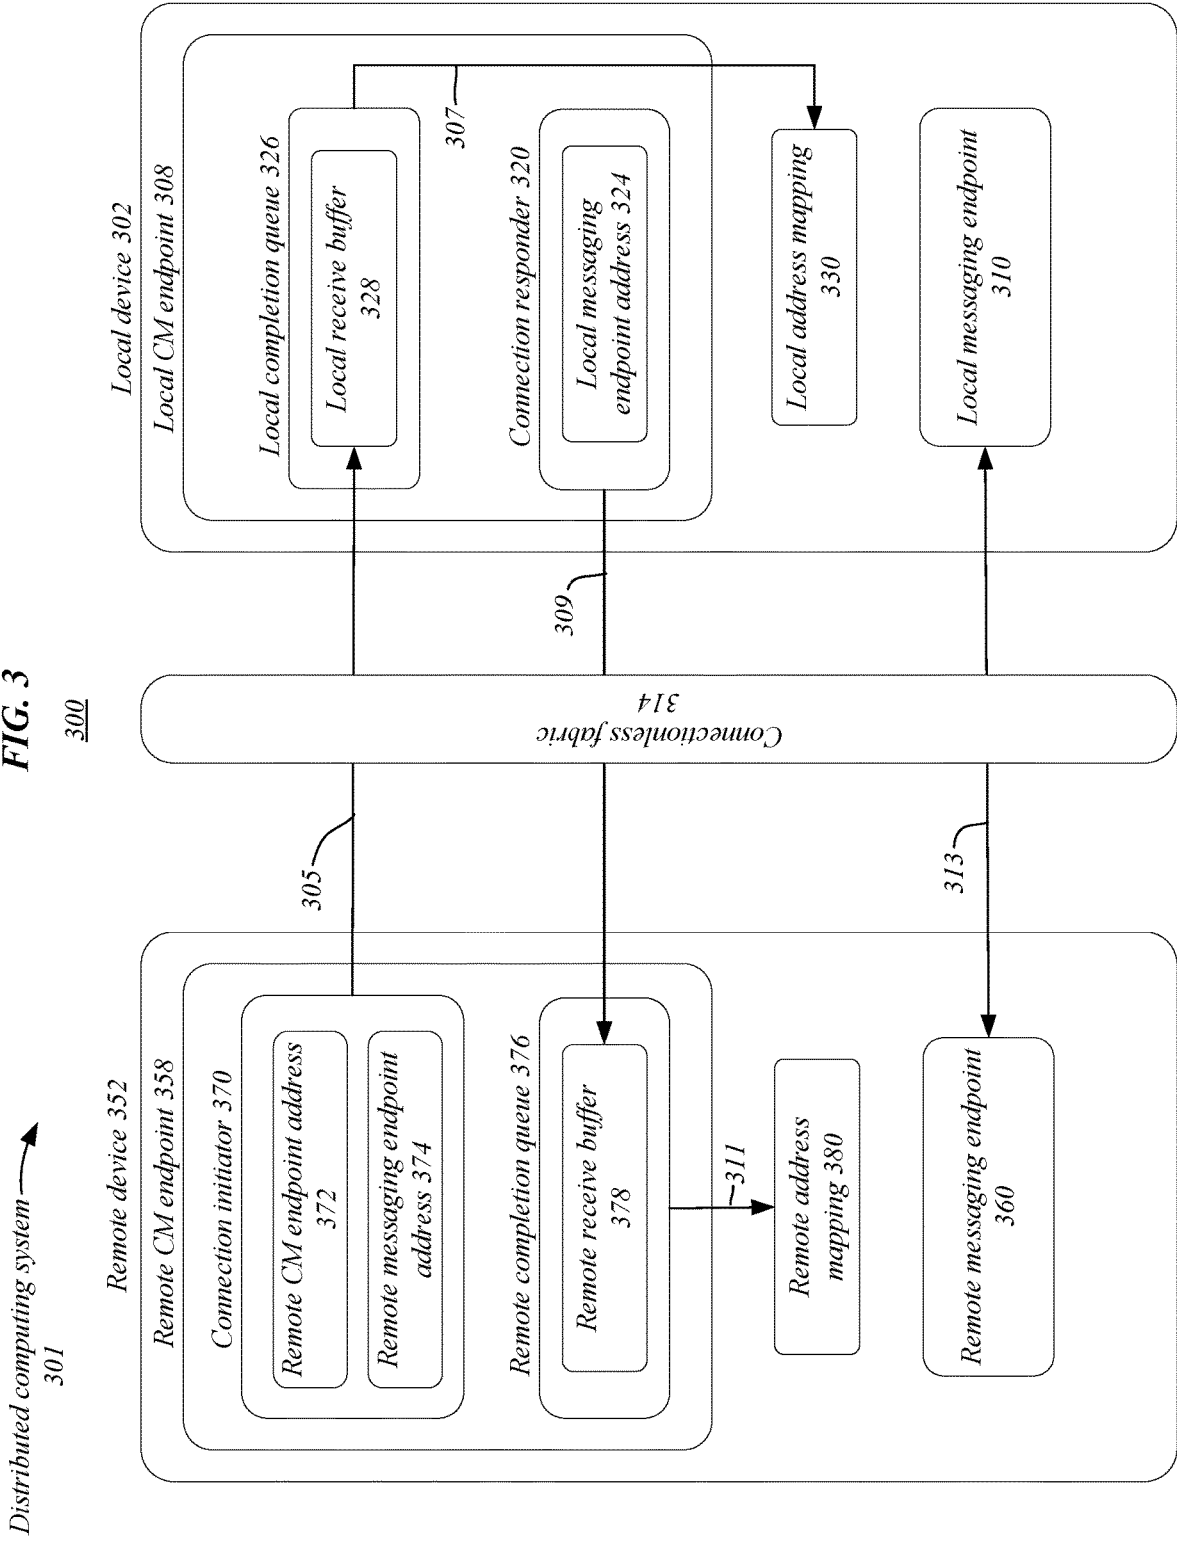 FIG. 3
300
Distributed computing system
301
Remote device 352
Remote CM endpoint 358
Connection initiator 370
Remote CM endpoint address
372
Remote messaging endpoint
address 374
Remote completion queue 376
Remote receive buffer
378
311
Remote address
mapping 380
Remote messaging endpoint
360
305
309
313
Connectionless fabric
314
Local device 302
Local CM endpoint 308
Local completion queue 326
Local receive buffer
328
307
Connection responder 320
Local messaging
endpoint address 324
Local address mapping
330
Local messaging endpoint
310